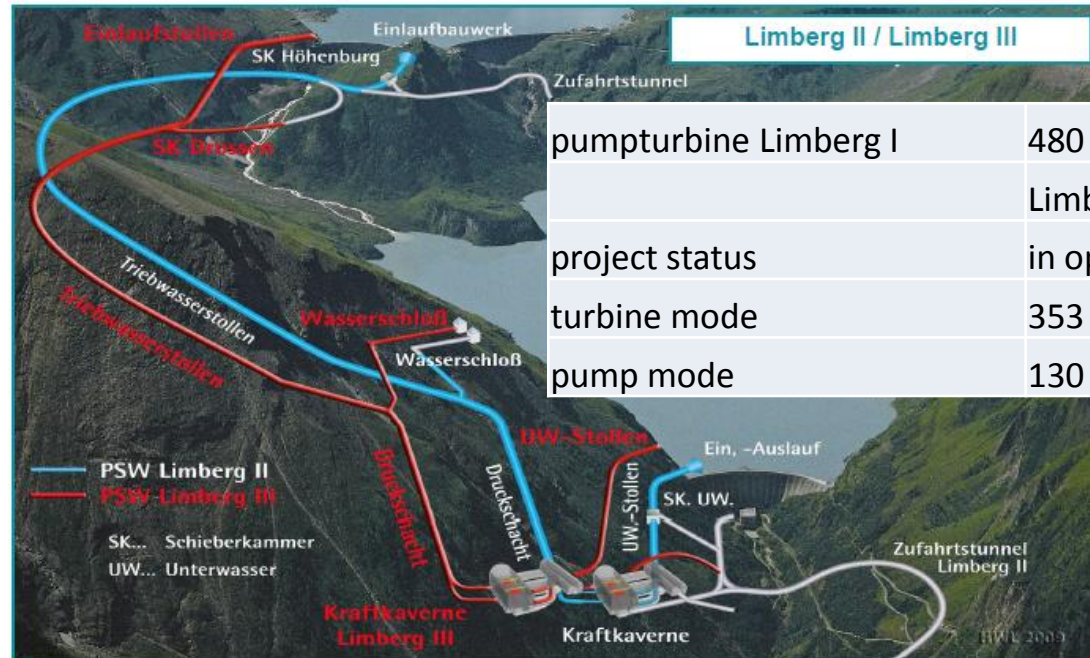 Limberg II / Limberg III
Einlaufstollen
Einlaufbauwerk
SK Höhenburg
Zufahrtstunnel
SK Drossen
pumpturbine Limberg I
480
Limb
project status
in op
turbine mode
353
pump mode
130
Triebwasserstollen
Triebwasserstollen
Wasserschloß
Wasserschloß
Druckschacht
Druckschacht
UW-Stollen
UW.-Stollen
Ein, -Auslauf
SK. UW.
PSW Limberg II
PSW Limberg III
SK... Schieberkammer
UW... Unterwasser
Zufahrtstunnel
Limberg II
Kraftkaverne
Limberg III
Kraftkaverne
HWL 2009